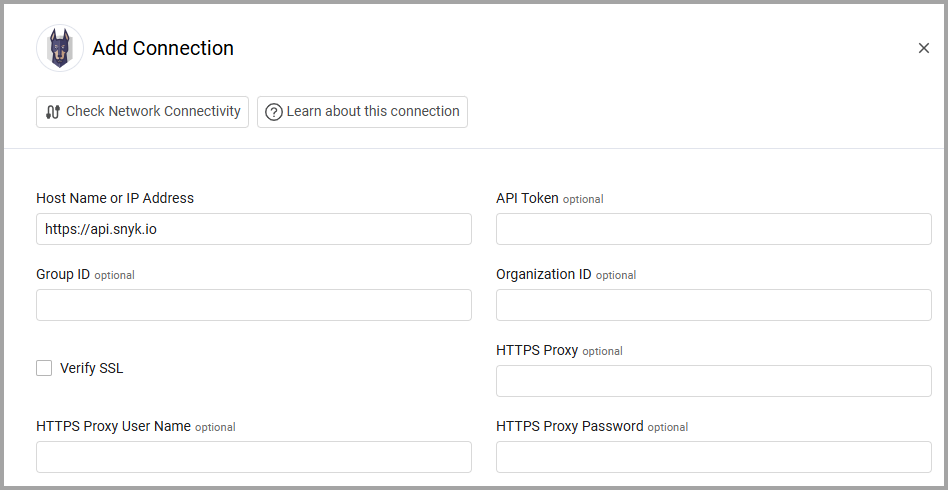 Add Connection
Check Network Connectivity
Learn about this connection
Host Name or IP Address
https://api.snyk.io
API Token optional
Group ID optional
Organization ID optional
Verify SSL
HTTPS Proxy optional
HTTPS Proxy User Name optional
HTTPS Proxy Password optional